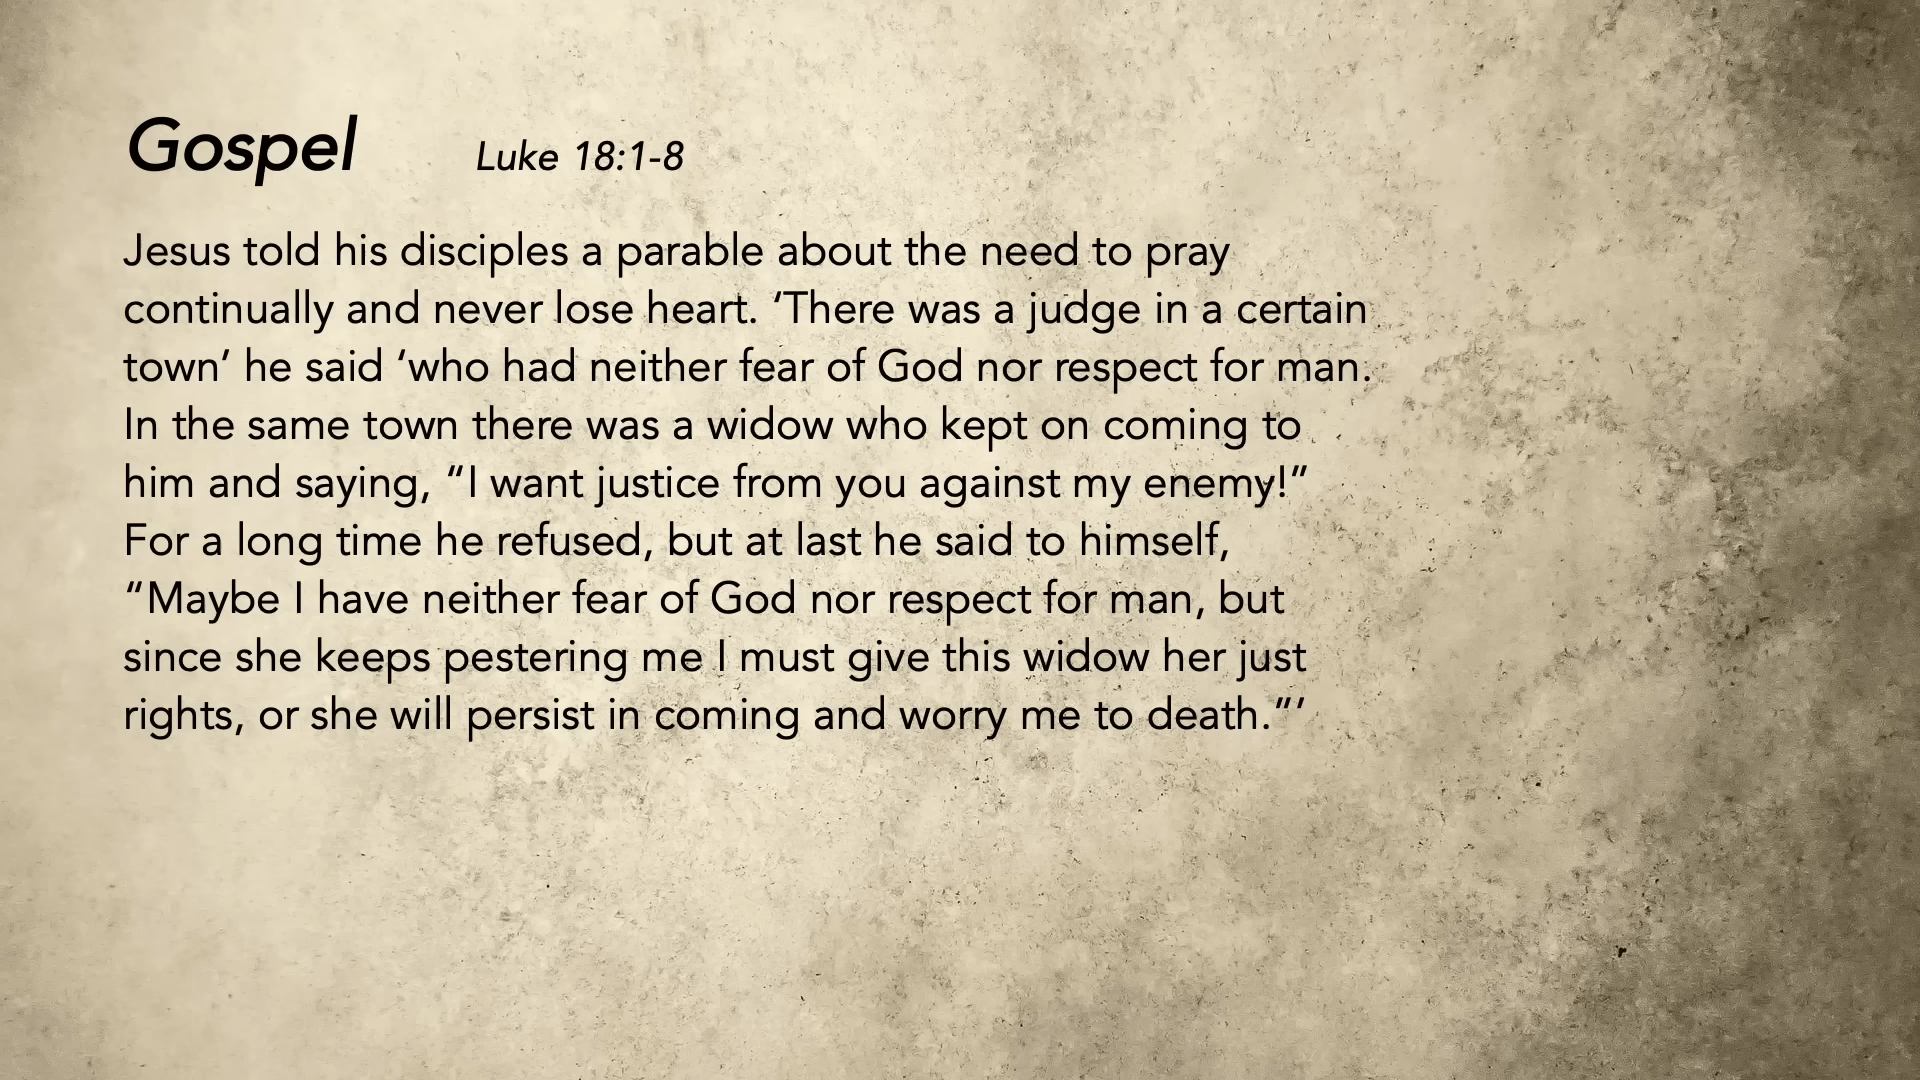 Gospel Luke 18:1-8
Jesus told his disciples a parable about the need to pray
continually and never lose heart. ‘There was a judge in a certain
town’ he said ‘who had neither fear of God nor respect for man.
In the same town there was a widow who kept on coming to
him and saying, “I want justice from you against my enemy!”
For a long time he refused, but at last he said to himself,
“Maybe I have neither fear of God nor respect for man, but
since she keeps pestering me I must give this widow her just
rights, or she will persist in coming and worry me to death.”’